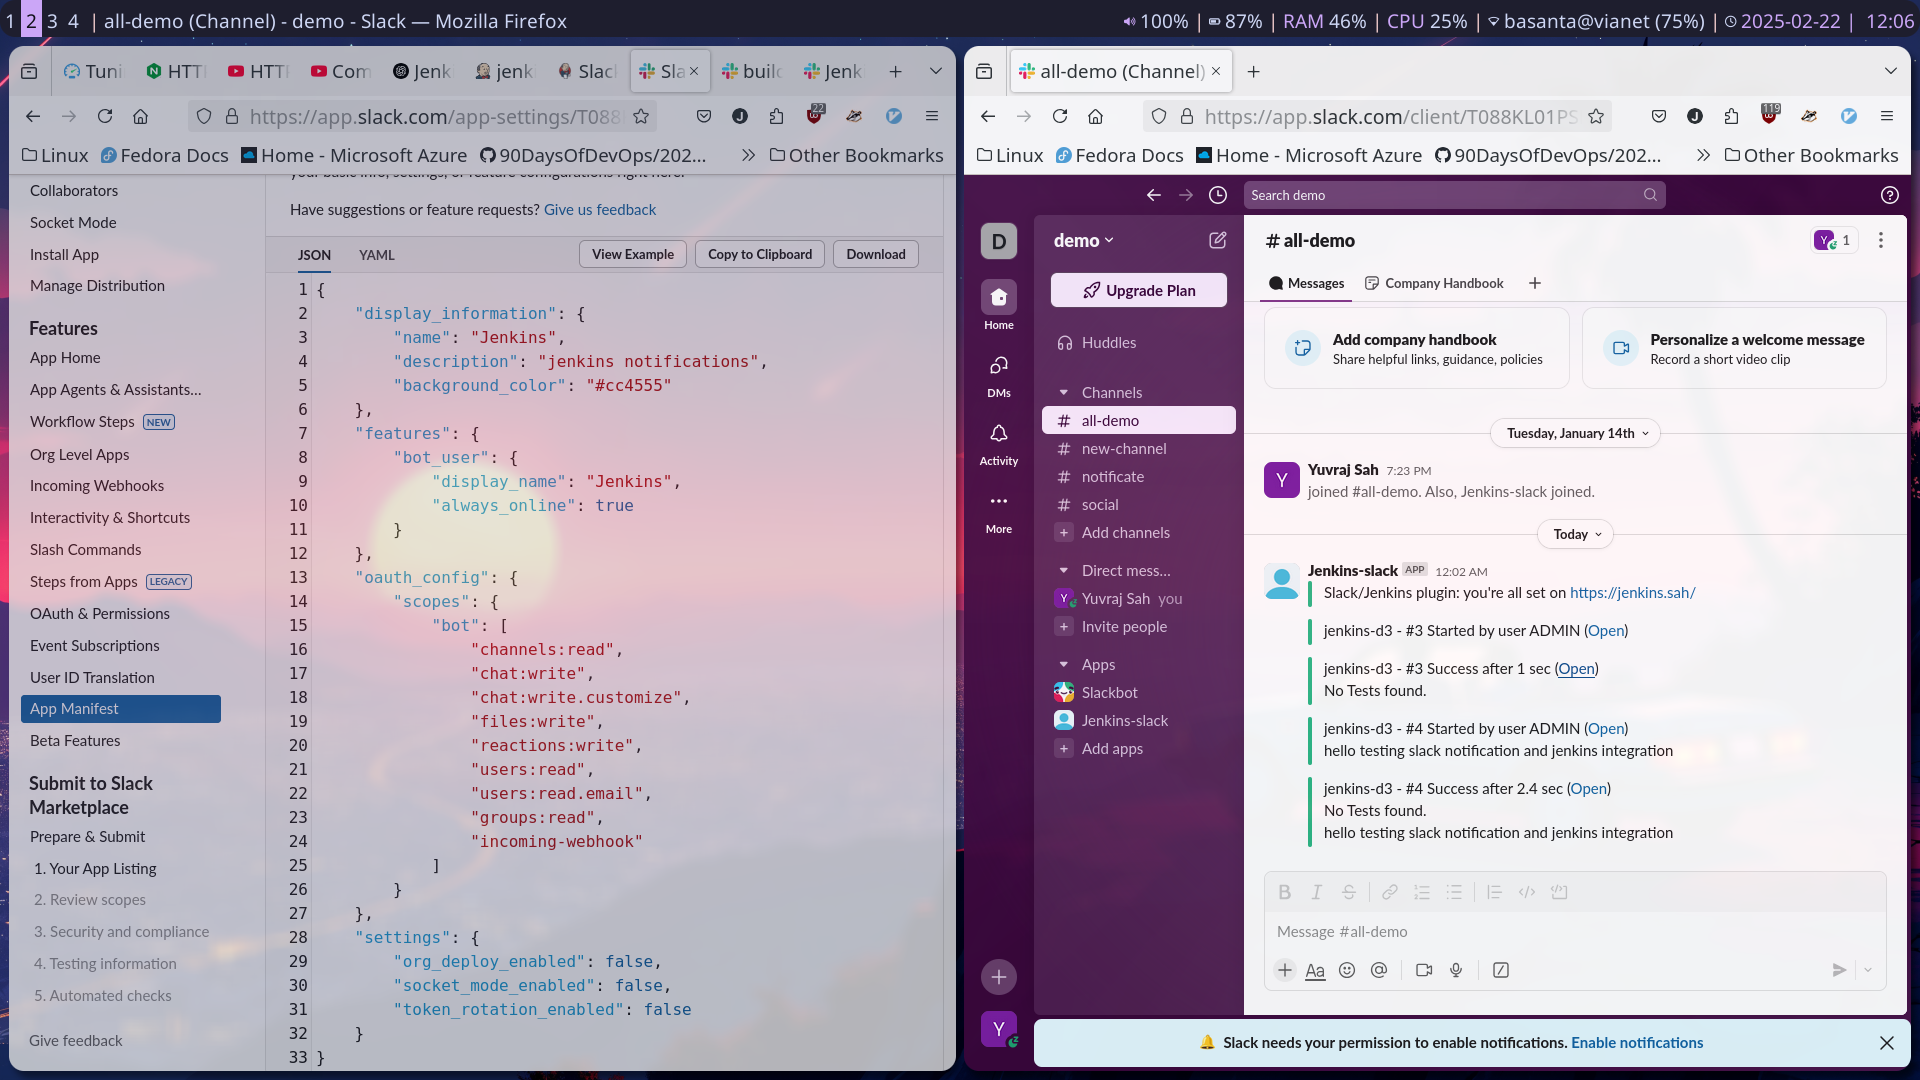 1 2 3 4 | all-demo (Channel) - demo - Slack — Mozilla Firefox
100% | 87% | RAM 46% | CPU 25% | basanta@vianet (75%) | 2025-02-22 | 12:06
Tuni HTTI HTTI Com Jenk jenk Slac Sla × build Jenk +
https://app.slack.com/app-settings/T088
22
Linux Fedora Docs Home - Microsoft Azure 90DaysOfDevOps/202... Other Bookmarks
Collaborators
Socket Mode
Install App
Manage Distribution
Features
App Home
App Agents & Assistants...
Workflow Steps NEW
Org Level Apps
Incoming Webhooks
Interactivity & Shortcuts
Slash Commands
Steps from Apps LEGACY
OAuth & Permissions
Event Subscriptions
User ID Translation
App Manifest
Beta Features
Submit to Slack
Marketplace
Prepare & Submit
1. Your App Listing
2. Review scopes
3. Security and compliance
4. Testing information
5. Automated checks
Give feedback
your basic info, settings, or feature configurations right here.
Have suggestions or feature requests? Give us feedback
JSON YAML View Example Copy to Clipboard Download
1 {
2 "display_information": {
3 "name": "Jenkins",
4 "description": "jenkins notifications",
5 "background_color": "#cc4555"
6 },
7 "features": {
8 "bot_user": {
9 "display_name": "Jenkins",
10 "always_online": true
11 }
12 },
13 "oauth_config": {
14 "scopes": {
15 "bot": [
16 "channels:read",
17 "chat:write",
18 "chat:write.customize",
19 "files:write",
20 "reactions:write",
21 "users:read",
22 "users:read.email",
23 "groups:read",
24 "incoming-webhook"
25 ]
26 }
27 },
28 "settings": {
29 "org_deploy_enabled": false,
30 "socket_mode_enabled": false,
31 "token_rotation_enabled": false
32 }
33 }
all-demo (Channel) × +
https://app.slack.com/client/T088KL01PS
119
Linux Fedora Docs Home - Microsoft Azure 90DaysOfDevOps/202... Other Bookmarks
Search demo
D
Home
DMs
Activity
More
Y
demo
Upgrade Plan
Huddles
Channels
# all-demo
# new-channel
# notificate
# social
+ Add channels
Direct mess...
Y Yuvraj Sah you
+ Invite people
Apps
Slackbot
Jenkins-slack
+ Add apps
# all-demo
Y 1
Messages Company Handbook +
Add company handbook
Share helpful links, guidance, policies
Personalize a welcome message
Record a short video clip
Tuesday, January 14th
Y
Yuvraj Sah 7:23 PM
joined #all-demo. Also, Jenkins-slack joined.
Today
Jenkins-slack APP 12:02 AM
Slack/Jenkins plugin: you're all set on https://jenkins.sah/
jenkins-d3 - #3 Started by user ADMIN (Open)
jenkins-d3 - #3 Success after 1 sec (Open)
No Tests found.
jenkins-d3 - #4 Started by user ADMIN (Open)
hello testing slack notification and jenkins integration
jenkins-d3 - #4 Success after 2.4 sec (Open)
No Tests found.
hello testing slack notification and jenkins integration
B I S
Message #all-demo
+ Aa @
Slack needs your permission to enable notifications. Enable notifications